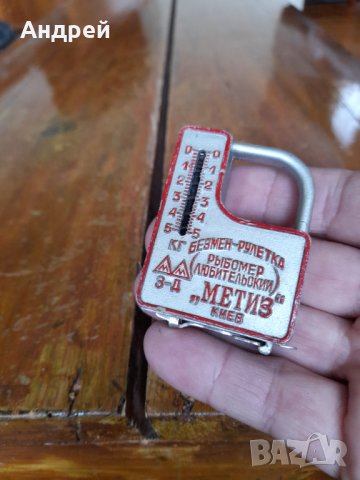 Андрей
0 0
1 1
2 2
3 3
4 4
5 5
КГ БЕЗМЕН-РУЛЕТКА
(РЫБОМЕР
ЛЮБИТЕЛЬСКИЙ)
З-Д „МЕТИЗ"
КИЕВ
BAZAR